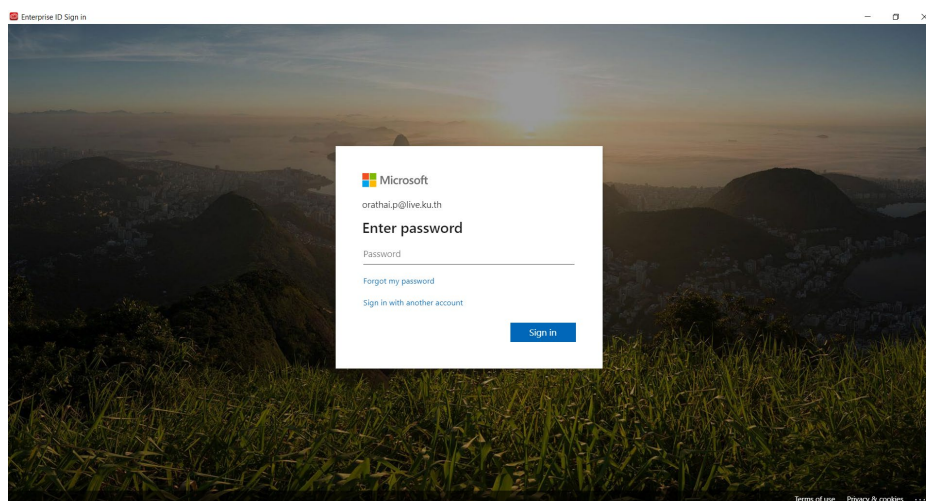 Enterprise ID Sign in
Microsoft
orathai.p@live.ku.th
Enter password
Password
Forgot my password
Sign in with another account
Sign in
Terms of use Privacy & cookies ...